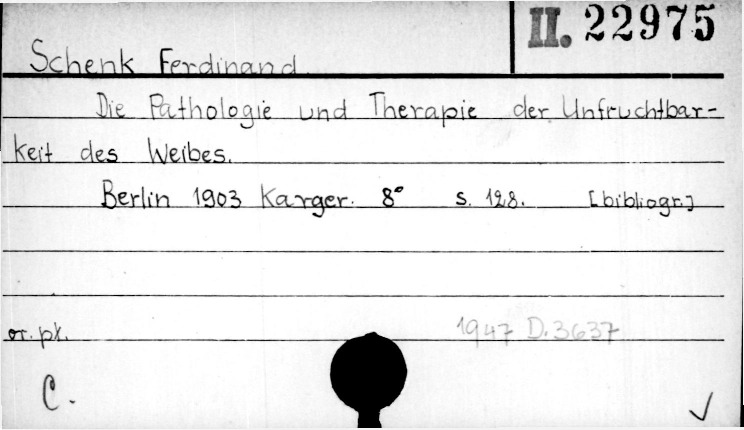 II. 22975
Schenk Ferdinand
Die Pathologie und Therapie der Unfruchtbar-
keit des Weibes.
Berlin 1903 Karger. 8° s. 128. [bibliogr.]
or. pł.
1947 D. 3637
C.